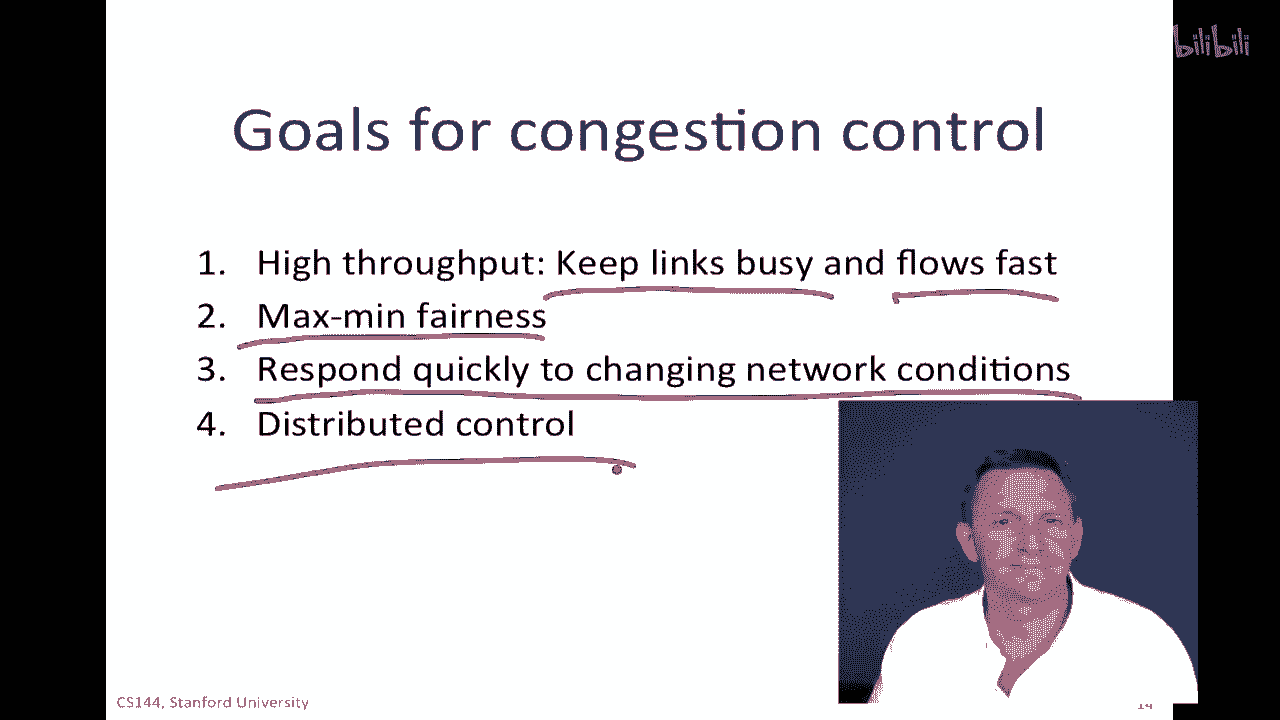 bilibili
Goals for congestion control
1. High throughput: Keep links busy and flows fast
2. Max-min fairness
3. Respond quickly to changing network conditions
4. Distributed control
CS144, Stanford University
14